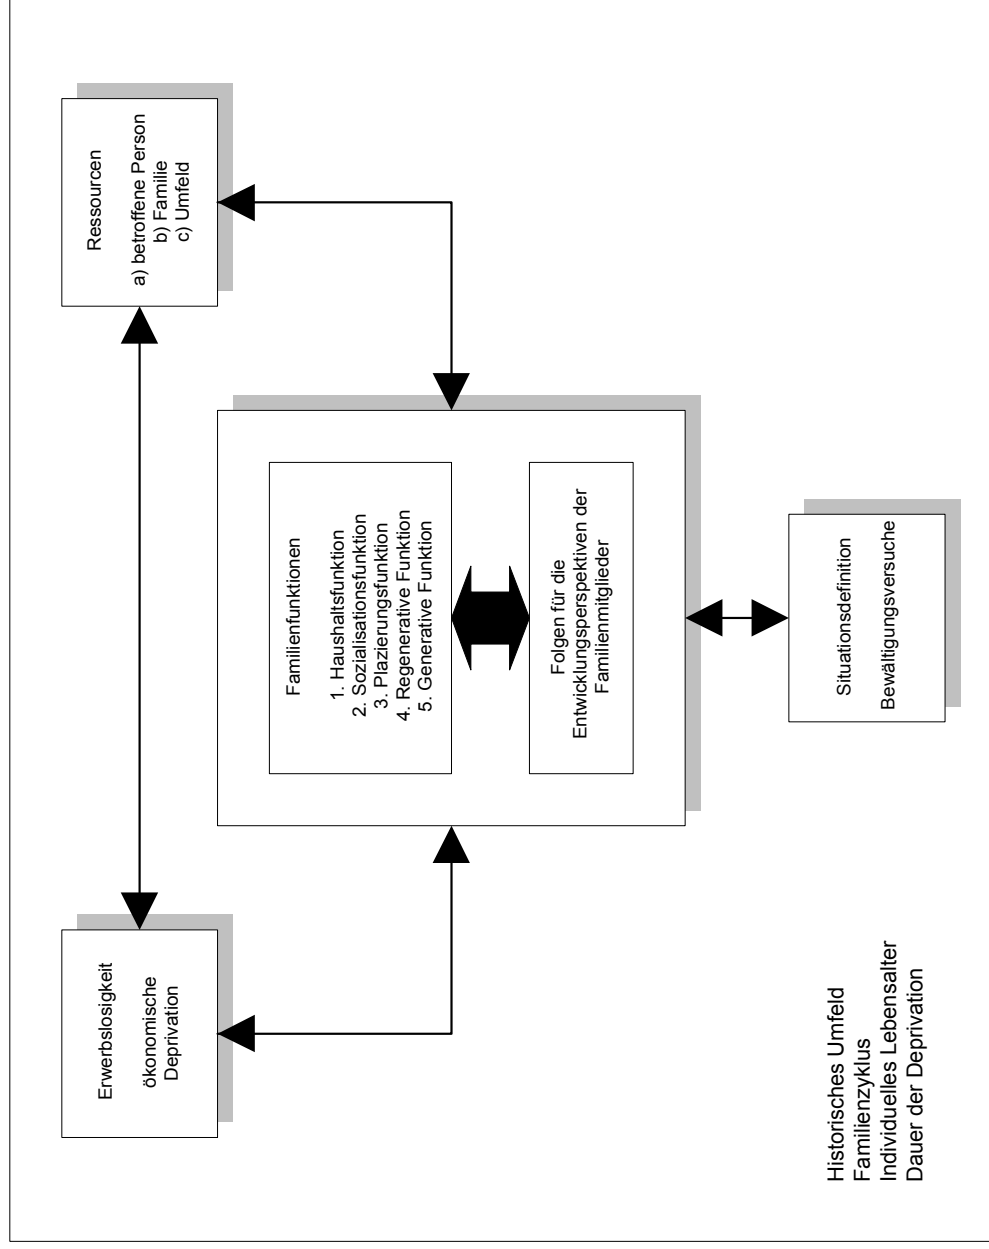 Erwerbslosigkeit
ökonomische
Deprivation
Ressourcen
a) betroffene Person
b) Familie
c) Umfeld
Familienfunktionen
1. Haushaltsfunktion
2. Sozialisationsfunktion
3. Plazierungsfunktion
4. Regenerative Funktion
5. Generative Funktion
Folgen für die
Entwicklungsperspektiven der
Familienmitglieder
Situationsdefinition
Bewältigungsversuche
Historisches Umfeld
Familienzyklus
Individuelles Lebensalter
Dauer der Deprivation